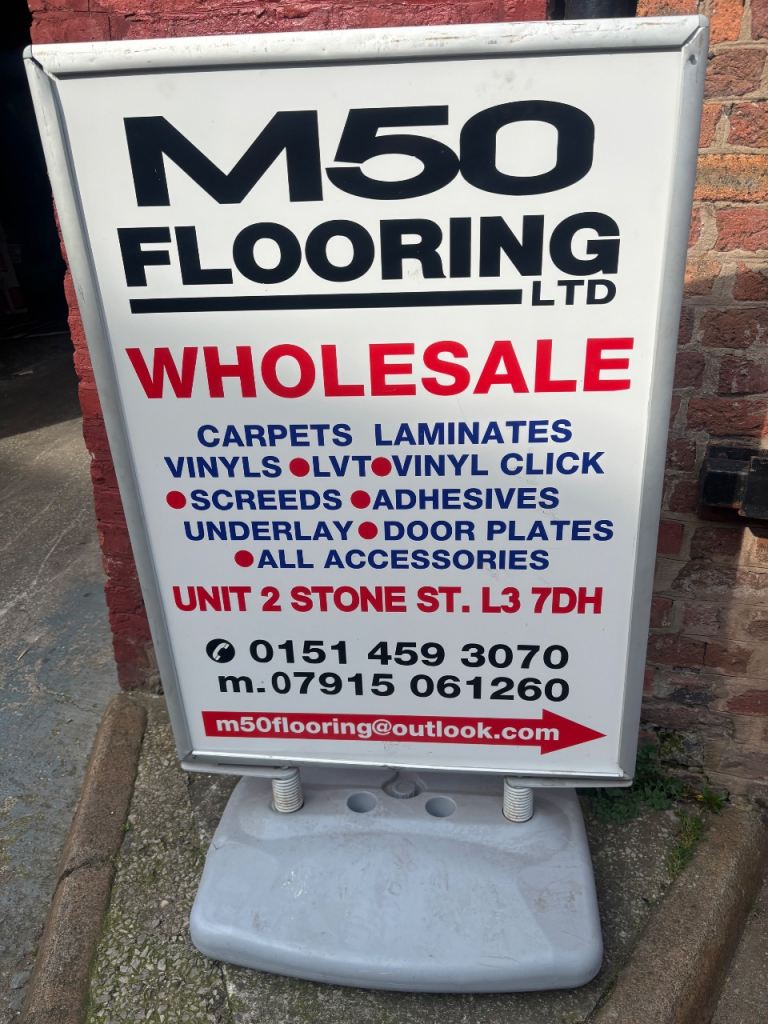 M50
FLOORING
LTD
WHOLESALE
CARPETS LAMINATES
VINYLS ●LVT●VINYL CLICK
●SCREEDS ●ADHESIVES
UNDERLAY●DOOR PLATES
●ALL ACCESSORIES
UNIT 2 STONE ST. L3 7DH
✆ 0151 459 3070
m.07915 061260
m50flooring@outlook.com